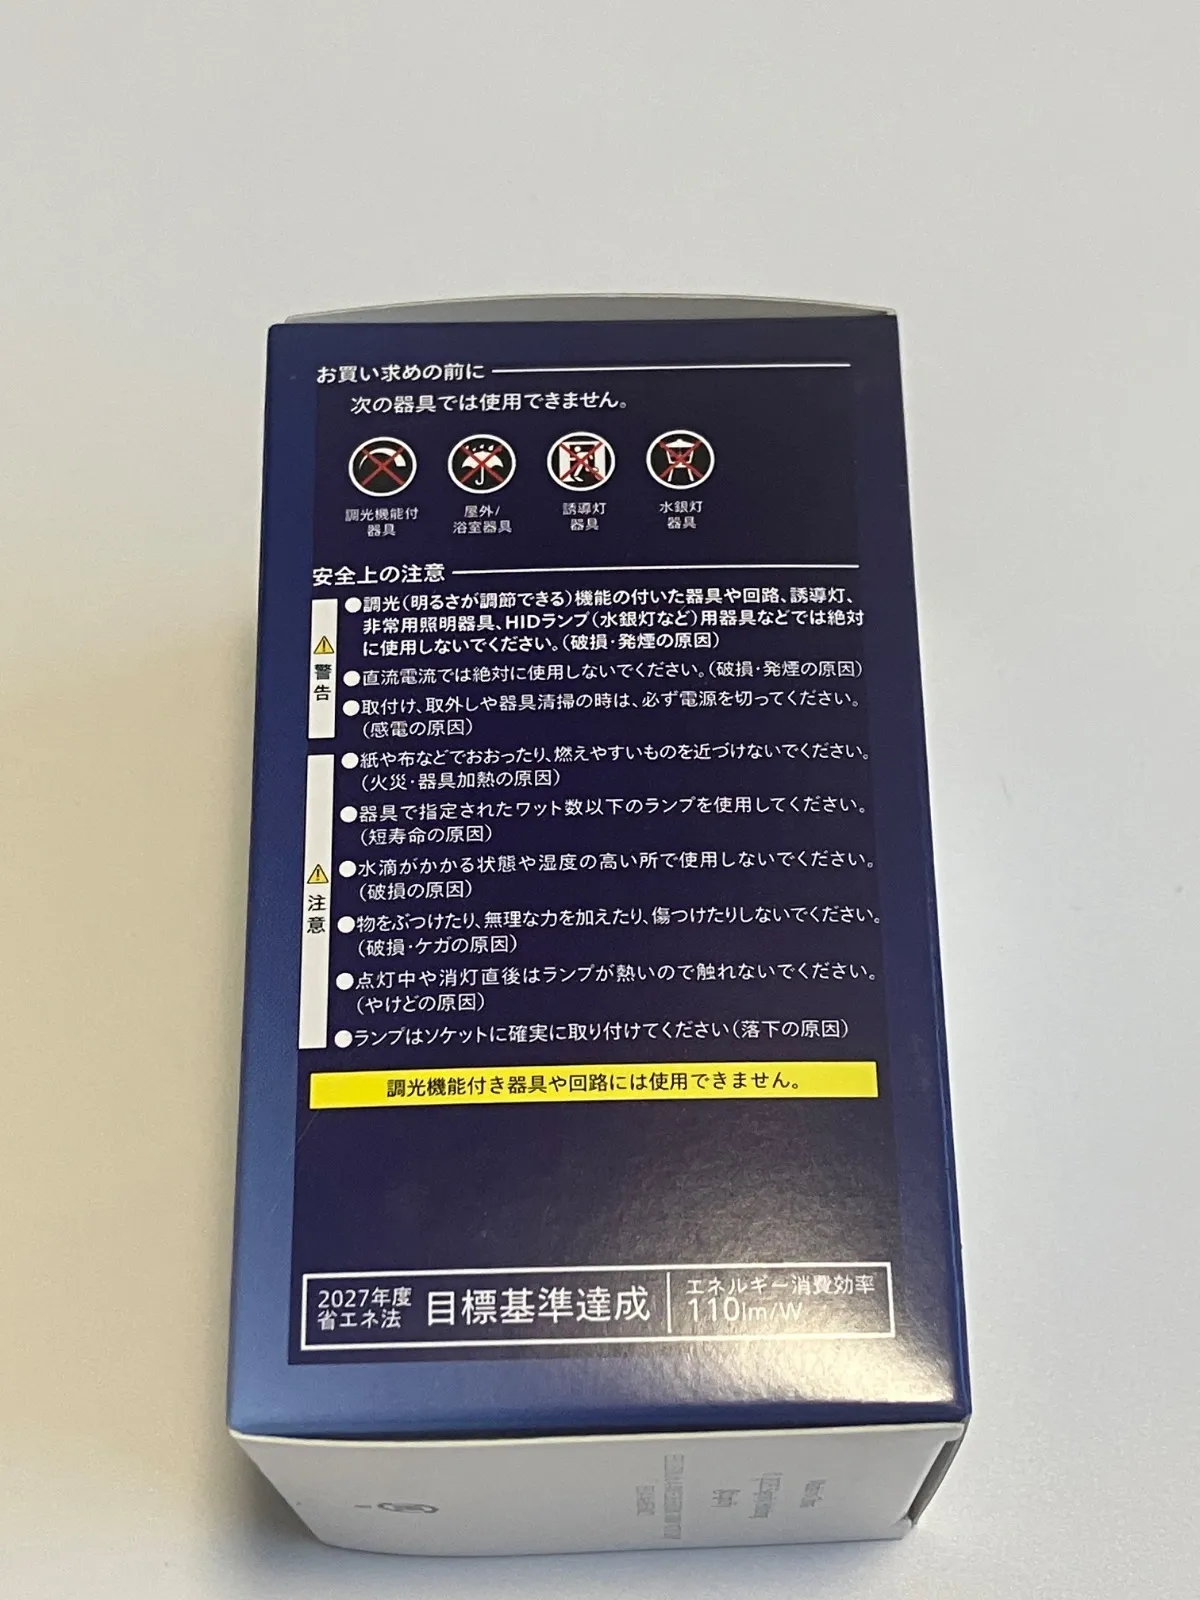 お買い求めの前に
次の器具では使用できません。
調光機能付
器具
屋外/
浴室器具
誘導灯
器具
水銀灯
器具
安全上の注意
警告
●調光(明るさが調節できる)機能の付いた器具や回路、誘導灯、
非常用照明器具、HIDランプ(水銀灯など)用器具などでは絶対
に使用しないでください。(破損・発煙の原因)
●直流電流では絶対に使用しないでください。(破損・発煙の原因)
●取付け、取外しや器具清掃の時は、必ず電源を切ってください。
(感電の原因)
注意
●紙や布などでおおったり、燃えやすいものを近づけないでください。
(火災・器具加熱の原因)
●器具で指定されたワット数以下のランプを使用してください。
(短寿命の原因)
●水滴がかかる状態や湿度の高い所で使用しないでください。
(破損の原因)
●物をぶつけたり、無理な力を加えたり、傷つけたりしないでください。
(破損・ケガの原因)
●点灯中や消灯直後はランプが熱いので触れないでください。
(やけどの原因)
●ランプはソケットに確実に取り付けてください(落下の原因)
調光機能付き器具や回路には使用できません。
2027年度
省エネ法
目標基準達成
エネルギー消費効率
110lm/W